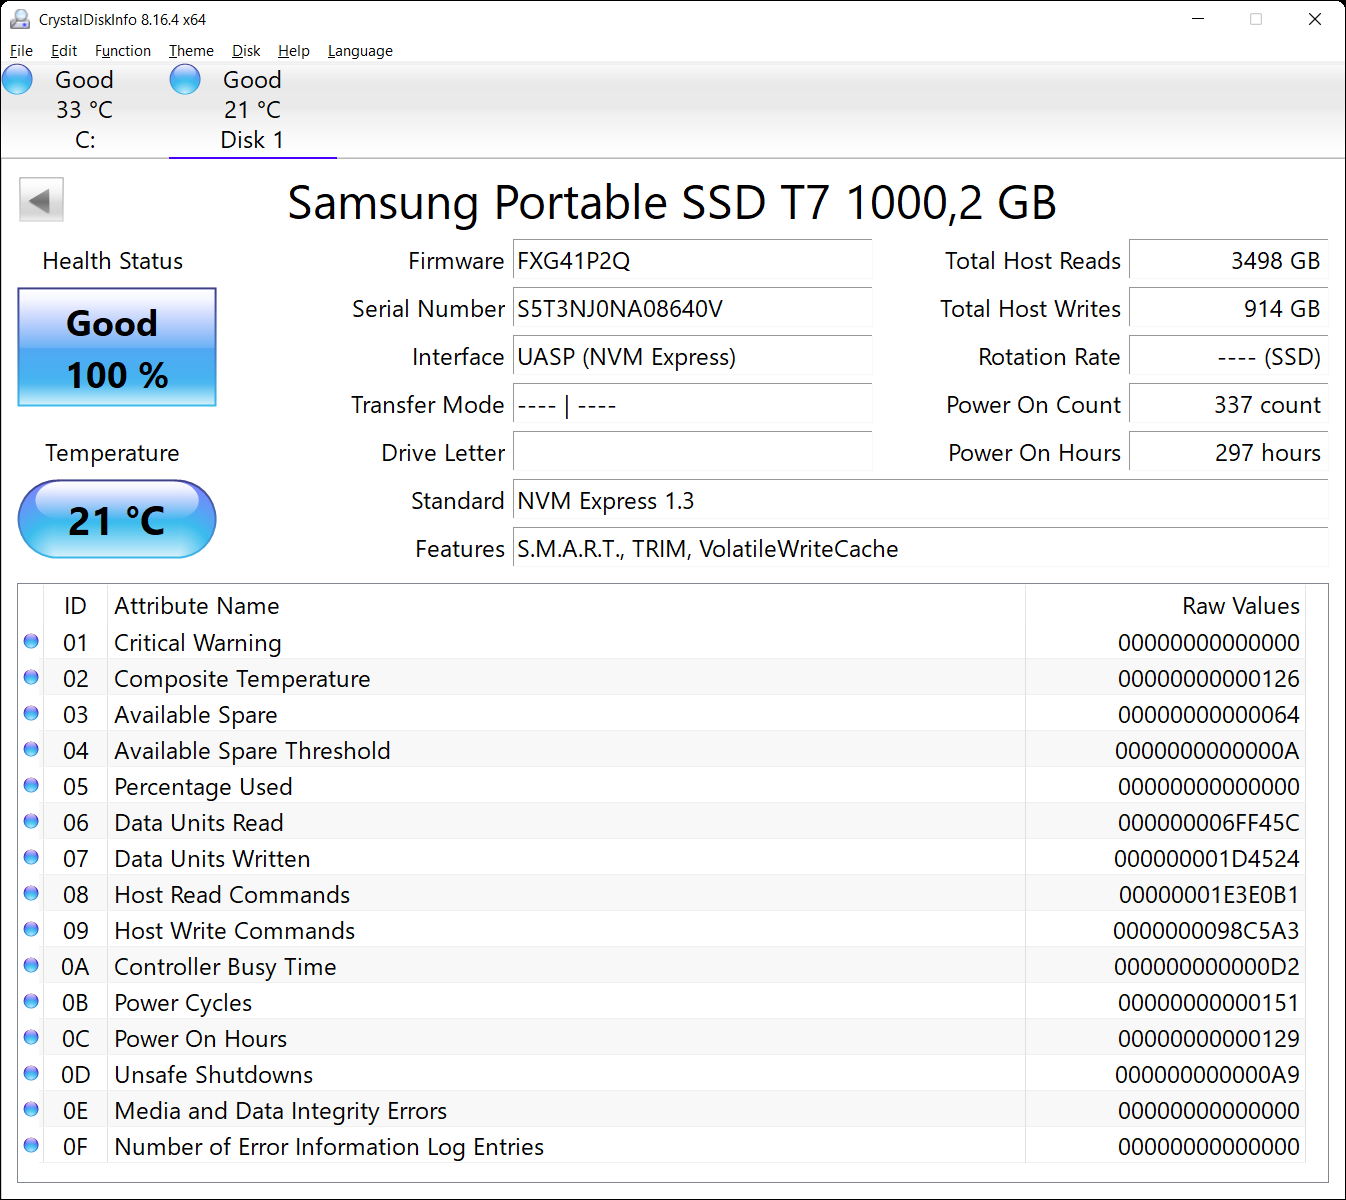 CrystalDiskInfo 8.16.4 x64
File Edit Function Theme Disk Help Language
Good Good
33 °C 21 °C
C: Disk 1
Samsung Portable SSD T7 1000,2 GB
Health Status
Good
100 %
Temperature
21 °C
Firmware FXG41P2Q
Serial Number S5T3NJ0NA08640V
Interface UASP (NVM Express)
Transfer Mode ---- | ----
Drive Letter
Standard NVM Express 1.3
Features S.M.A.R.T., TRIM, VolatileWriteCache
Total Host Reads 3498 GB
Total Host Writes 914 GB
Rotation Rate ---- (SSD)
Power On Count 337 count
Power On Hours 297 hours
ID Attribute Name Raw Values
01 Critical Warning 00000000000000
02 Composite Temperature 00000000000126
03 Available Spare 00000000000064
04 Available Spare Threshold 0000000000000A
05 Percentage Used 00000000000000
06 Data Units Read 000000006FF45C
07 Data Units Written 000000001D4524
08 Host Read Commands 00000001E3E0B1
09 Host Write Commands 0000000098C5A3
0A Controller Busy Time 000000000000D2
0B Power Cycles 00000000000151
0C Power On Hours 00000000000129
0D Unsafe Shutdowns 000000000000A9
0E Media and Data Integrity Errors 00000000000000
0F Number of Error Information Log Entries 00000000000000